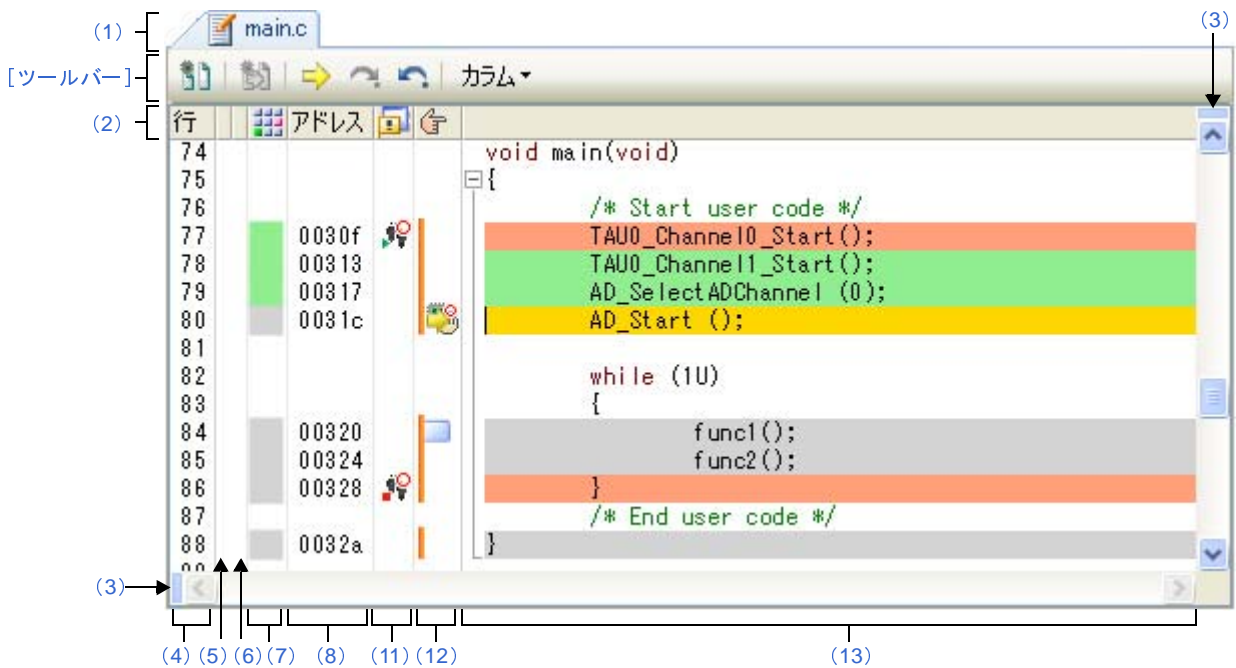 (1)
main.c
(3)
[ツールバー]
カラム
(2)
行
アドレス
74 void main(void)
75 {
76 /* Start user code */
77 0030f TAU0_Channel0_Start();
78 00313 TAU0_Channel1_Start();
79 00317 AD_SelectADChannel (0);
80 0031c AD_Start ();
81
82 while (1U)
83 {
84 00320 func1();
85 00324 func2();
86 00328 }
87 /* End user code */
88 0032a }
(3)
(4) (5) (6) (7) (8) (11) (12) (13)